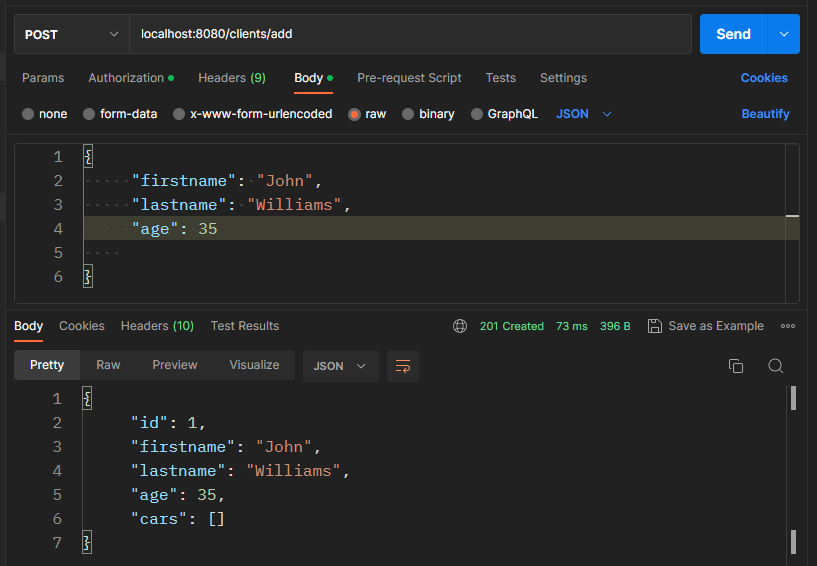 POST localhost:8080/clients/add Send
Params Authorization Headers (9) Body Pre-request Script Tests Settings Cookies
none form-data x-www-form-urlencoded raw binary GraphQL JSON Beautify
1 {
2 "firstname": "John",
3 "lastname": "Williams",
4 "age": 35
5
6 }
Body Cookies Headers (10) Test Results 201 Created 73 ms 396 B Save as Example
Pretty Raw Preview Visualize JSON
1 {
2 "id": 1,
3 "firstname": "John",
4 "lastname": "Williams",
5 "age": 35,
6 "cars": []
7 }